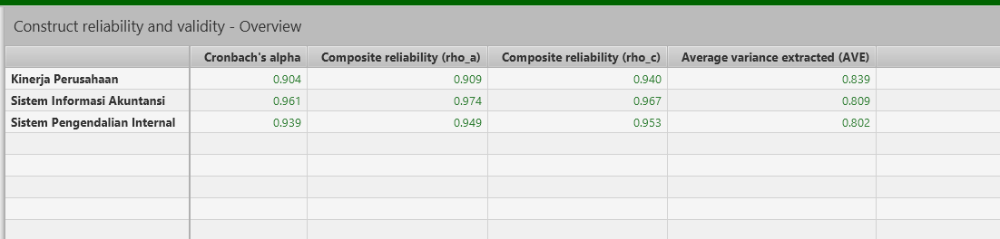 Construct reliability and validity - Overview
Cronbach's alpha Composite reliability (rho_a) Composite reliability (rho_c) Average variance extracted (AVE)
Kinerja Perusahaan 0.904 0.909 0.940 0.839
Sistem Informasi Akuntansi 0.961 0.974 0.967 0.809
Sistem Pengendalian Internal 0.939 0.949 0.953 0.802